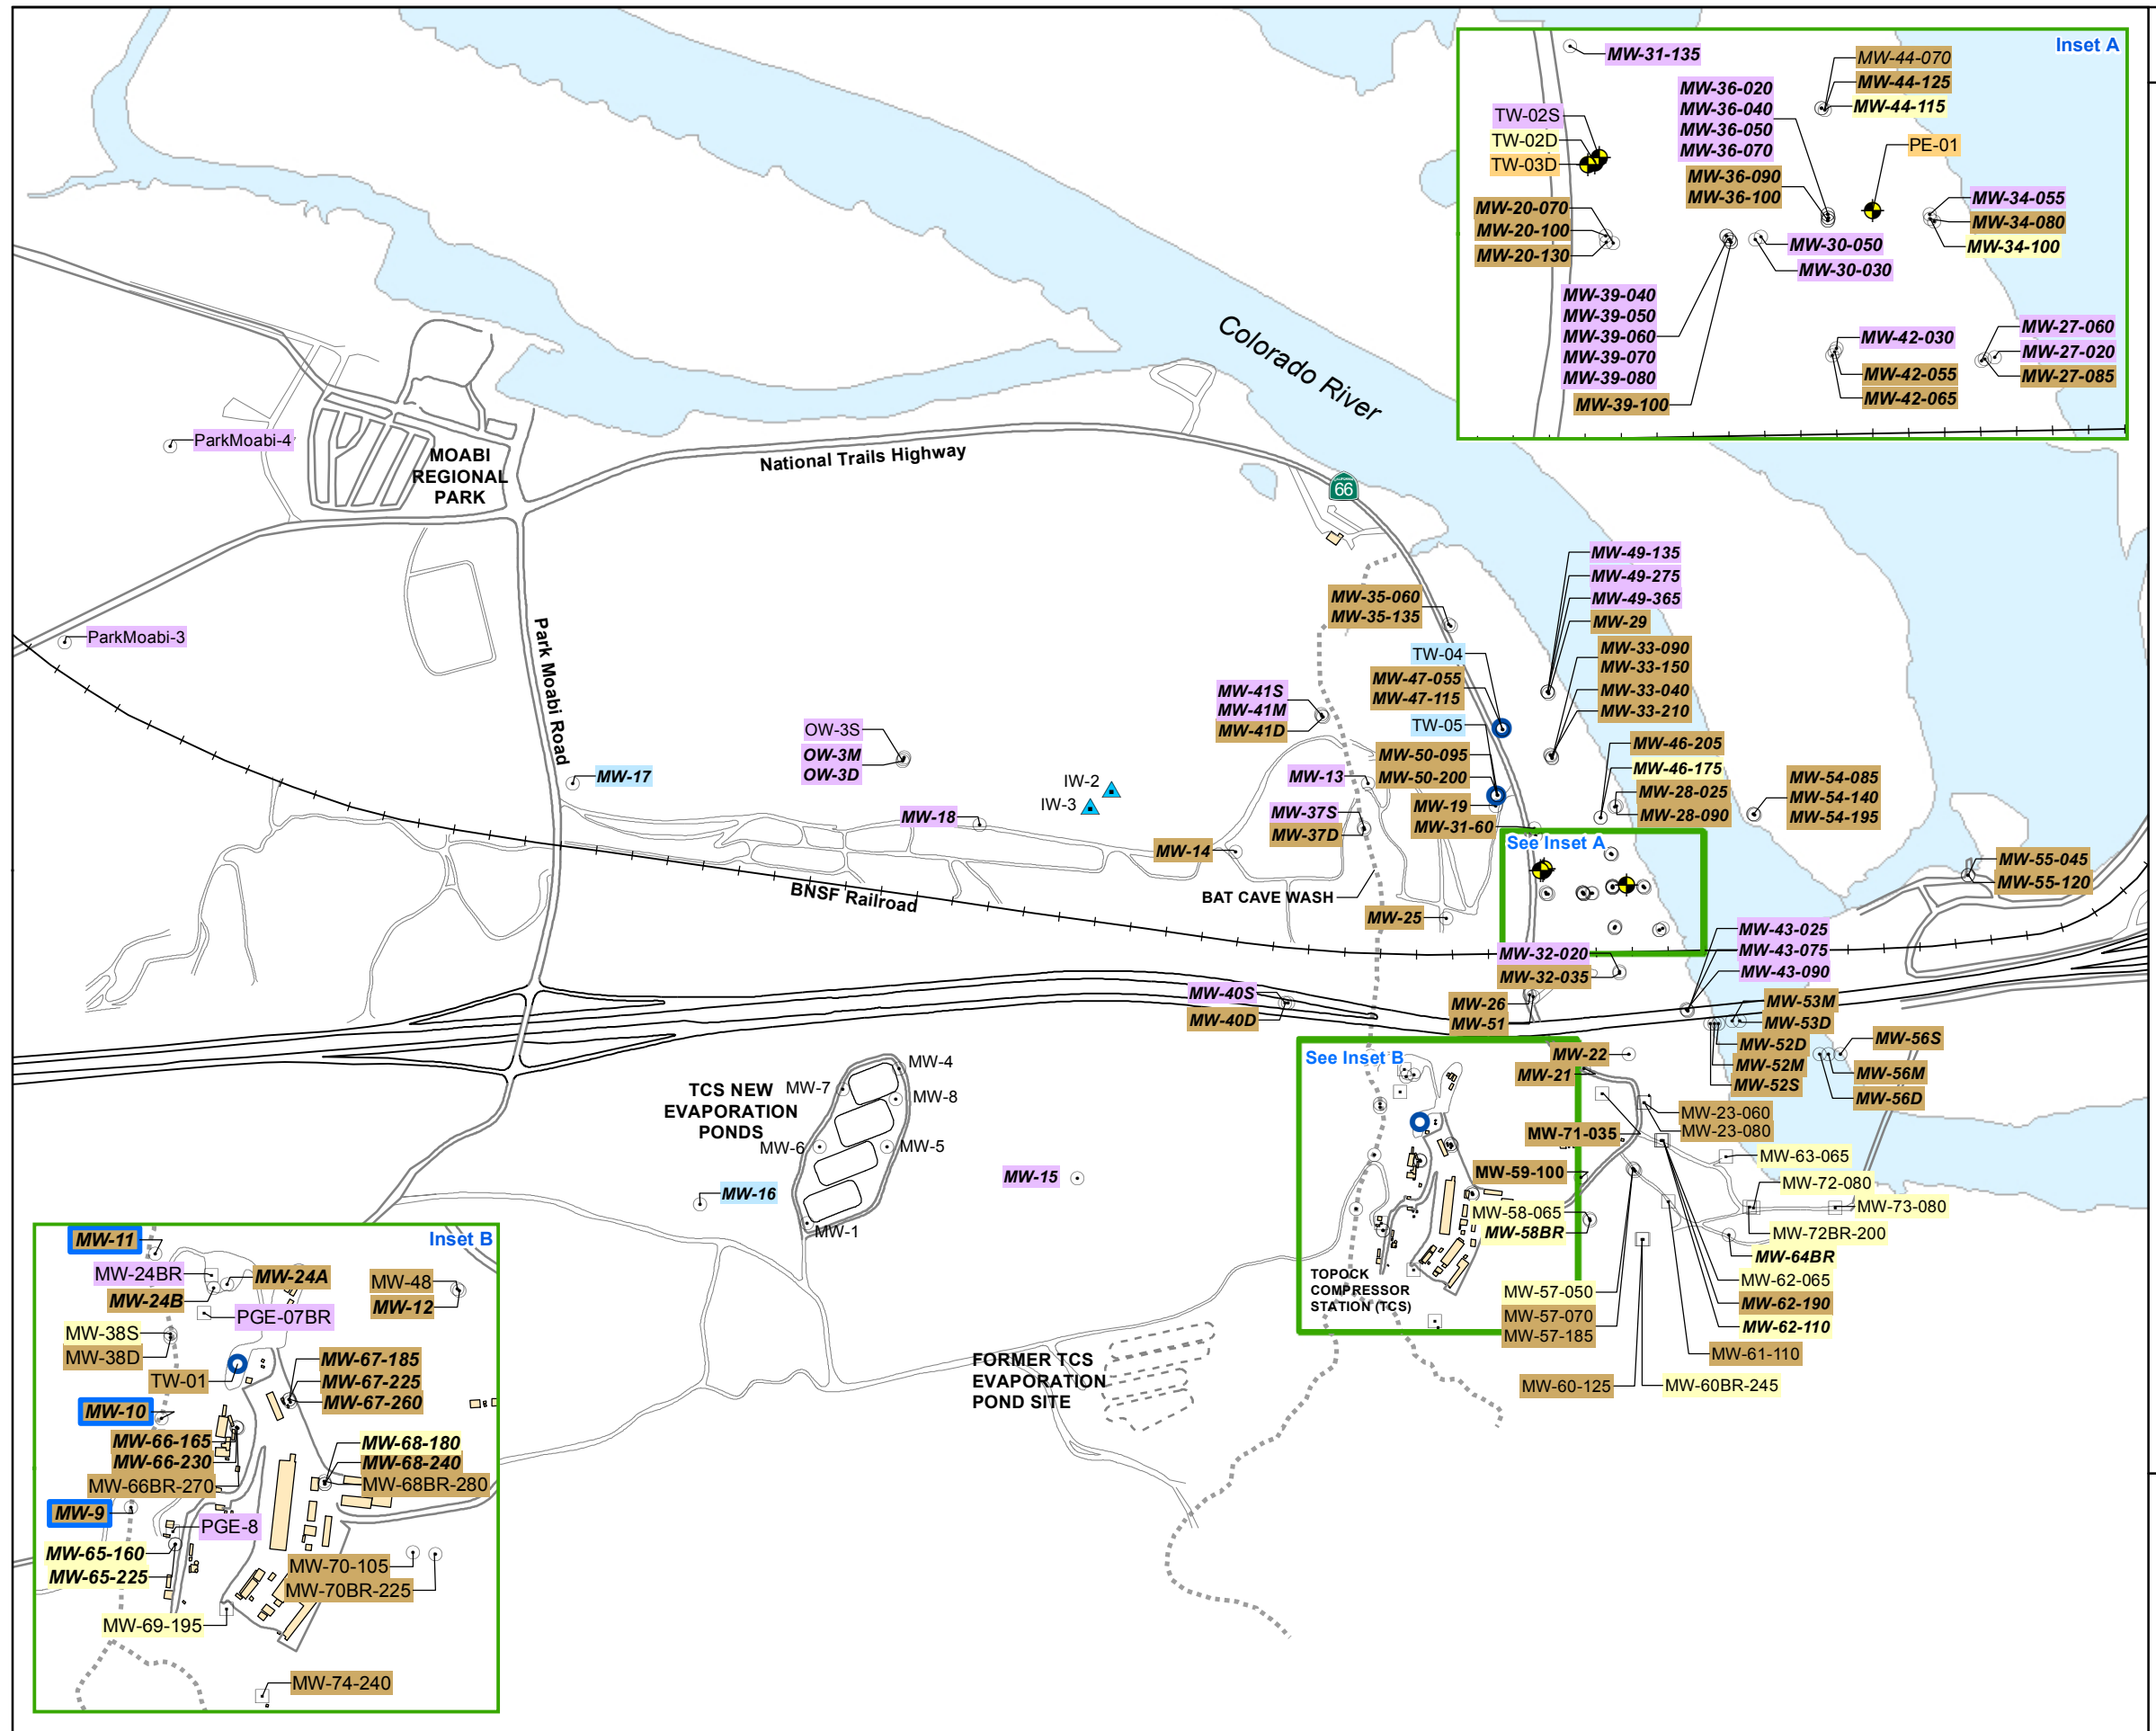 Inset A
MW-31-135
MW-44-070
MW-44-125
MW-44-115
MW-36-020
MW-36-040
MW-36-050
MW-36-070
TW-02S
TW-02D
TW-03D
PE-01
MW-36-090
MW-36-100
MW-20-070
MW-20-100
MW-20-130
MW-34-055
MW-34-080
MW-34-100
MW-30-050
MW-30-030
MW-39-040
MW-39-050
MW-39-060
MW-39-070
MW-39-080
MW-39-100
MW-42-030
MW-42-055
MW-42-065
MW-27-060
MW-27-020
MW-27-085
Colorado River
National Trails Highway
CALIFORNIA
66
ParkMoabi-4
MOABI
REGIONAL
PARK
ParkMoabi-3
Park Moabi Road
MW-49-135
MW-49-275
MW-49-365
MW-29
MW-35-060
MW-35-135
MW-33-090
MW-33-150
MW-33-040
MW-33-210
TW-04
MW-47-055
MW-47-115
TW-05
MW-41S
MW-41M
MW-41D
OW-3S
OW-3M
OW-3D
MW-17
IW-2
IW-3
MW-13
MW-50-095
MW-50-200
MW-46-205
MW-46-175
MW-28-025
MW-28-090
MW-54-085
MW-54-140
MW-54-195
MW-18
MW-37S
MW-37D
MW-19
MW-31-60
MW-14
See Inset A
MW-55-045
MW-55-120
BNSF Railroad
BAT CAVE WASH
MW-25
MW-32-020
MW-32-035
MW-43-025
MW-43-075
MW-43-090
MW-40S
MW-40D
MW-26
MW-51
MW-53M
MW-53D
MW-52D
MW-52M
MW-52S
MW-56S
MW-56M
MW-56D
See Inset B
MW-22
MW-21
MW-23-060
MW-23-080
MW-71-035
MW-59-100
MW-63-065
MW-72-080
MW-73-080
MW-72BR-200
MW-64BR
MW-58-065
MW-58BR
MW-62-065
MW-62-190
MW-62-110
MW-57-050
MW-57-070
MW-57-185
MW-61-110
MW-60-125
MW-60BR-245
TOPOCK
COMPRESSOR
STATION (TCS)
TCS NEW
EVAPORATION
PONDS
MW-4
MW-7
MW-8
MW-6
MW-5
MW-1
MW-16
MW-15
FORMER TCS
EVAPORATION
POND SITE
Inset B
MW-11
MW-24BR
MW-24A
MW-24B
MW-48
MW-12
PGE-07BR
MW-38S
MW-38D
TW-01
MW-67-185
MW-67-225
MW-67-260
MW-10
MW-66-165
MW-66-230
MW-66BR-270
MW-68-180
MW-68-240
MW-68BR-280
MW-9
PGE-8
MW-65-160
MW-65-225
MW-70-105
MW-70BR-225
MW-69-195
MW-74-240